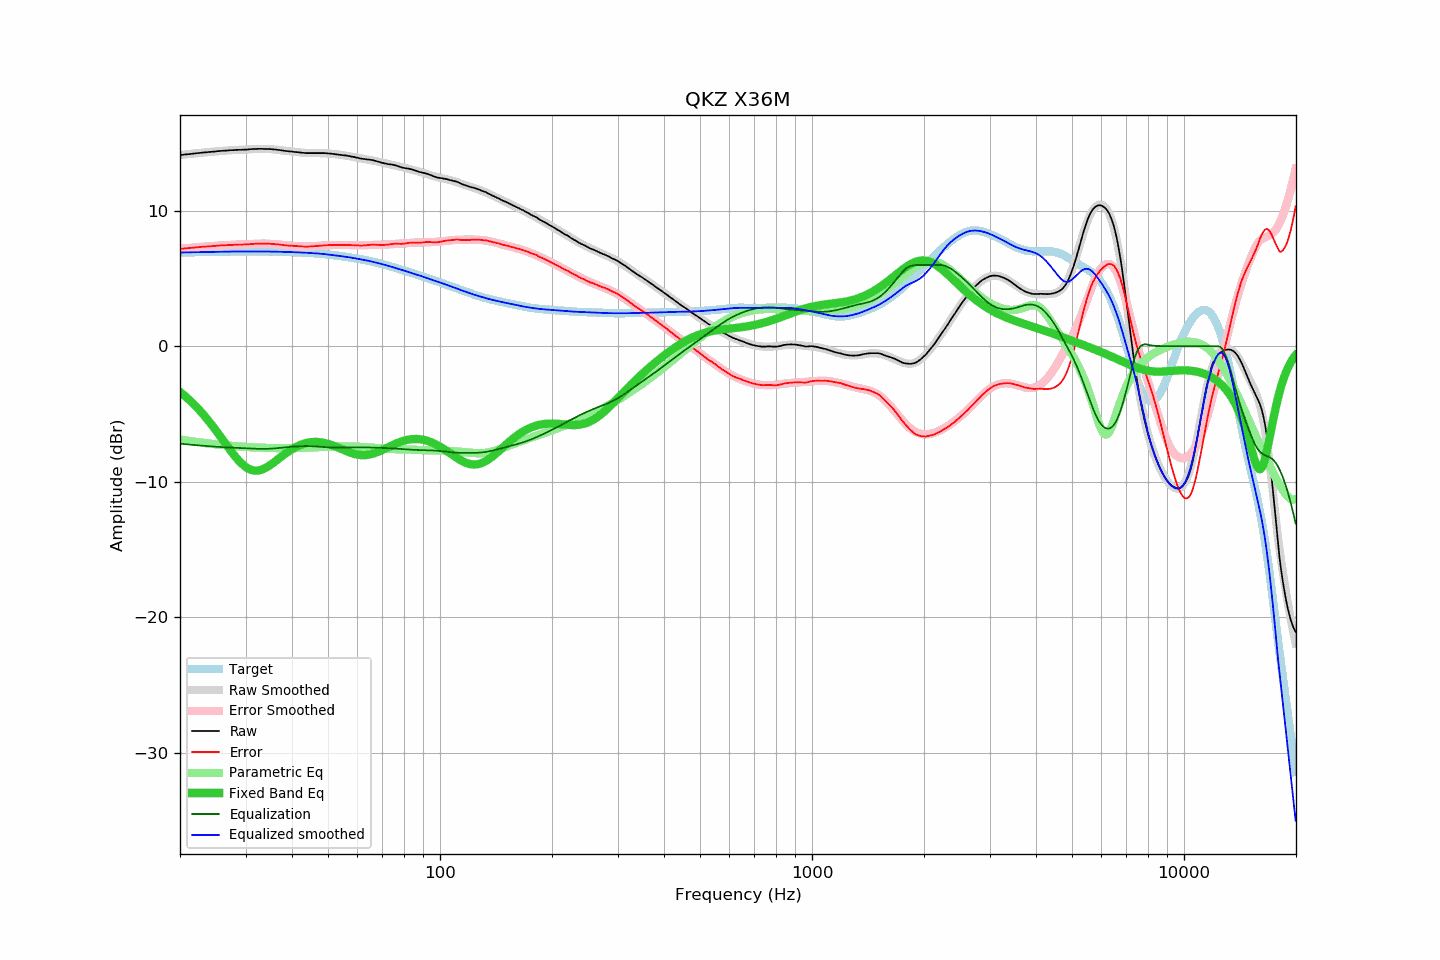 QKZ X36M
Amplitude (dBr)
10
0
−10
−20
−30
Target
Raw Smoothed
Error Smoothed
Raw
Error
Parametric Eq
Fixed Band Eq
Equalization
Equalized smoothed
100 1000 10000
Frequency (Hz)